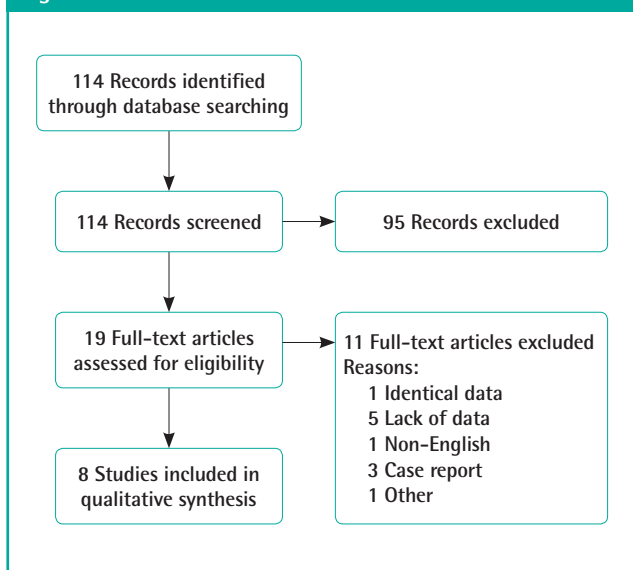 114 Records identified
through database searching
114 Records screened
95 Records excluded
19 Full-text articles
assessed for eligibility
11 Full-text articles excluded
Reasons:
1 Identical data
5 Lack of data
1 Non-English
3 Case report
1 Other
8 Studies included in
qualitative synthesis